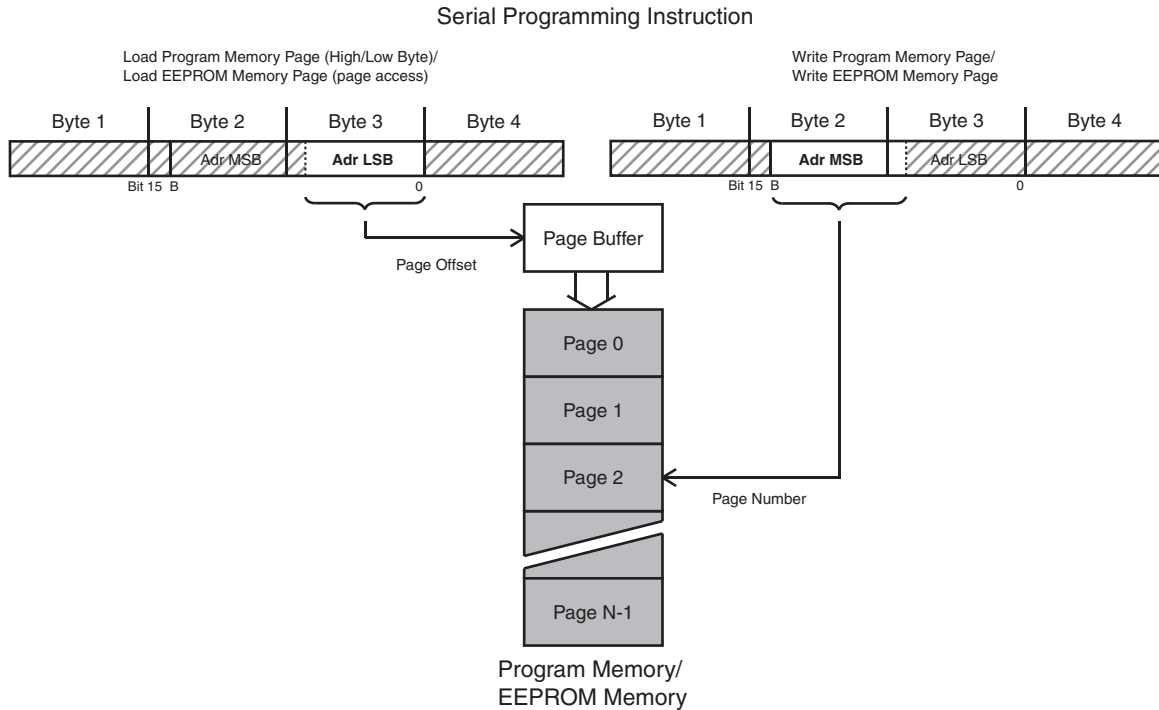 Serial Programming Instruction
Load Program Memory Page (High/Low Byte)/
Load EEPROM Memory Page (page access)
Write Program Memory Page/
Write EEPROM Memory Page
Byte 1 Byte 2 Byte 3 Byte 4
Adr MSB Adr LSB
Bit 15 B 0
Byte 1 Byte 2 Byte 3 Byte 4
Adr MSB Adr LSB
Bit 15 B 0
Page Buffer
Page Offset
Page 0
Page 1
Page 2
Page Number
Page N-1
Program Memory/
EEPROM Memory